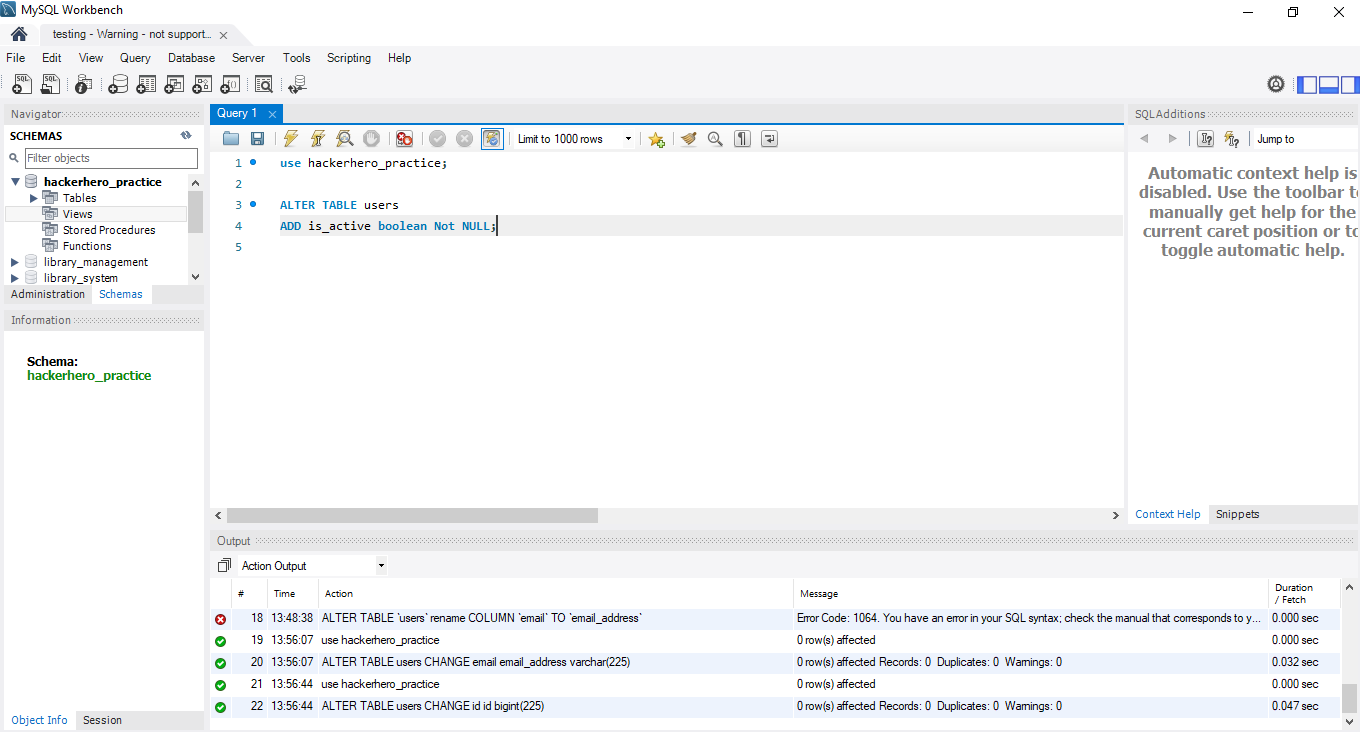 MySQL Workbench
testing - Warning - not support...
File Edit View Query Database Server Tools Scripting Help
Navigator
SCHEMAS
Filter objects
hackerhero_practice
Tables
Views
Stored Procedures
Functions
library_management
library_system
Administration Schemas
Information
Schema:
hackerhero_practice
Object Info Session
Query 1
Limit to 1000 rows
1 use hackerhero_practice;
2
3 ALTER TABLE users
4 ADD is_active boolean Not NULL;
5
SQLAdditions
Jump to
Automatic context help is
disabled. Use the toolbar to
manually get help for the
current caret position or to
toggle automatic help.
Context Help Snippets
Output
Action Output
# Time Action Message Duration / Fetch
18 13:48:38 ALTER TABLE `users` rename COLUMN `email` TO `email_address` Error Code: 1064. You have an error in your SQL syntax; check the manual that corresponds to y... 0.000 sec
19 13:56:07 use hackerhero_practice 0 row(s) affected 0.000 sec
20 13:56:07 ALTER TABLE users CHANGE email email_address varchar(225) 0 row(s) affected Records: 0 Duplicates: 0 Warnings: 0 0.032 sec
21 13:56:44 use hackerhero_practice 0 row(s) affected 0.000 sec
22 13:56:44 ALTER TABLE users CHANGE id id bigint(225) 0 row(s) affected Records: 0 Duplicates: 0 Warnings: 0 0.047 sec